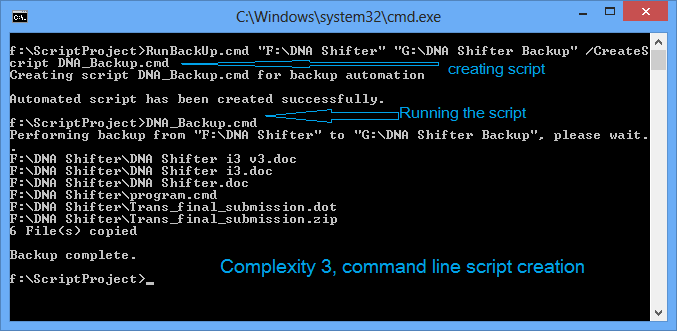 C:\Windows\system32\cmd.exe
f:\ScriptProject>RunBackUp.cmd "F:\DNA Shifter" "G:\DNA Shifter Backup" /CreateS
cript DNA_Backup.cmd
creating script
Creating script DNA_Backup.cmd for backup automation
Automated script has been created successfully.
Running the script
f:\ScriptProject>DNA_Backup.cmd
Performing backup from "F:\DNA Shifter" to "G:\DNA Shifter Backup", please wait.
.
F:\DNA Shifter\DNA Shifter i3 v3.doc
F:\DNA Shifter\DNA Shifter i3.doc
F:\DNA Shifter\DNA Shifter.doc
F:\DNA Shifter\program.cmd
F:\DNA Shifter\Trans_final_submission.dot
F:\DNA Shifter\Trans_final_submission.zip
6 File(s) copied
Backup complete.
Complexity 3, command line script creation
f:\ScriptProject>_